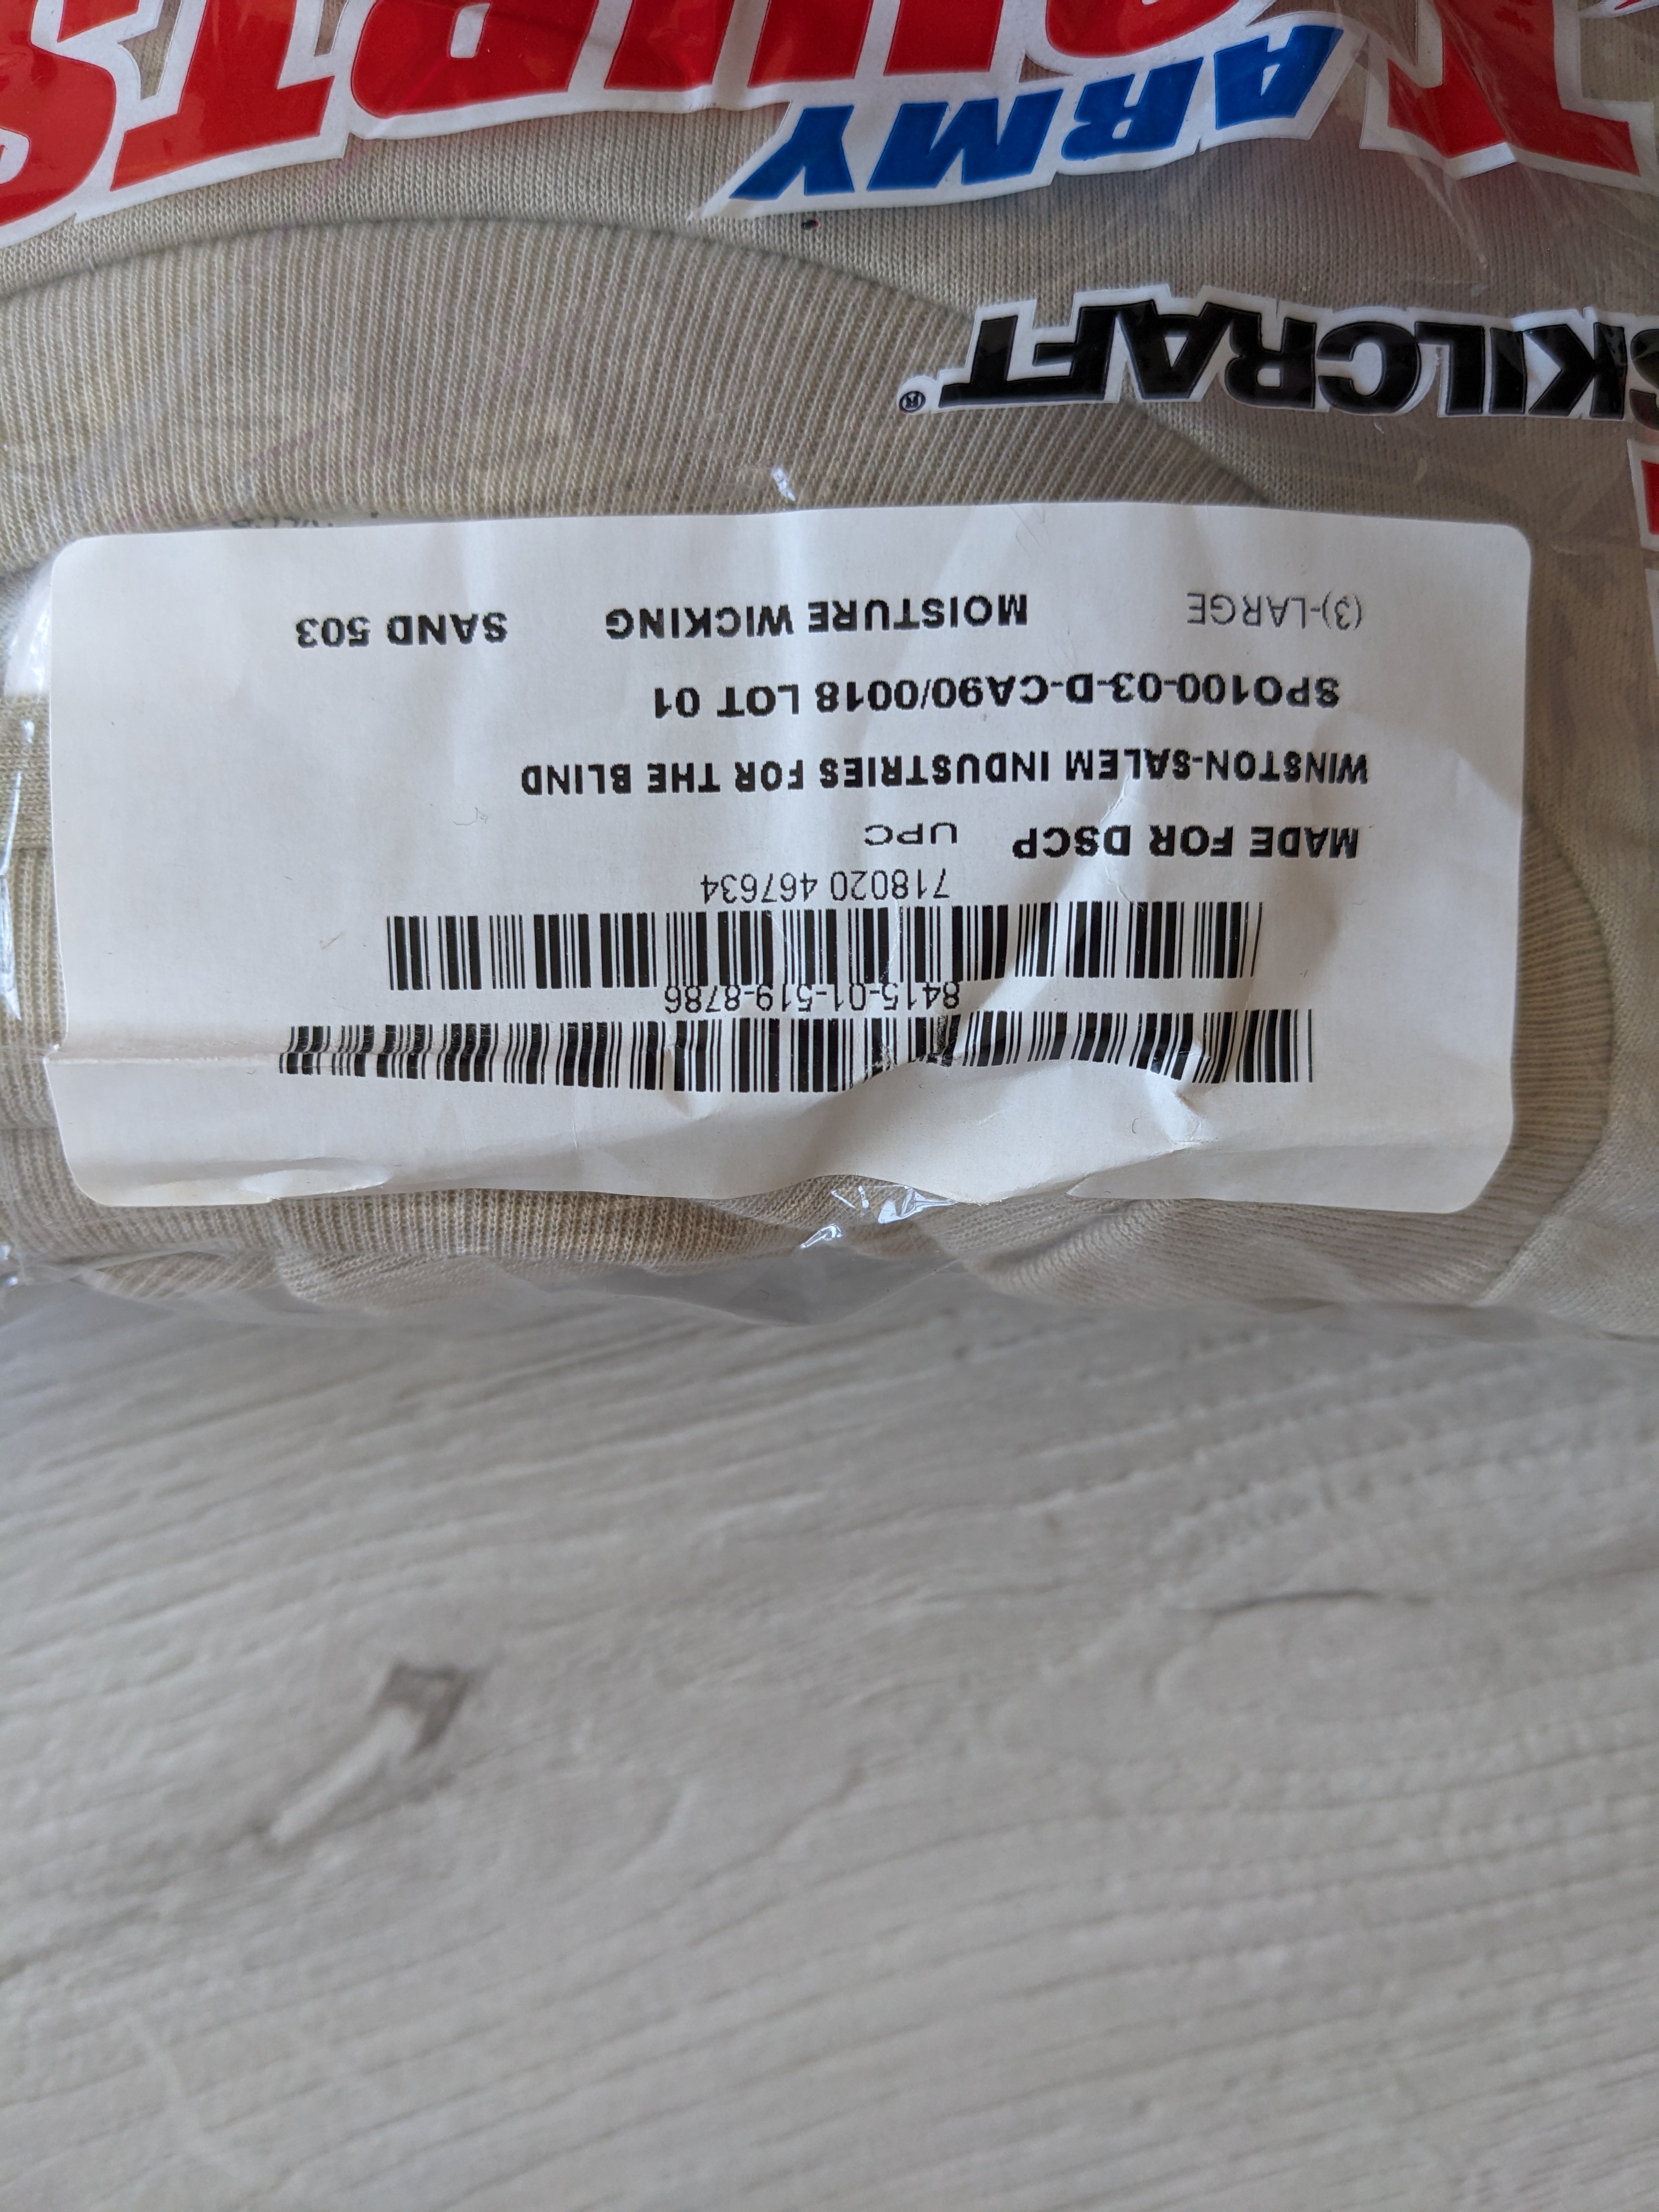 8415-01-519-8786
718020 467634
MADE FOR DSCP UPC
WINSTON-SALEM INDUSTRIES FOR THE BLIND
SPO100-03-D-CA90/0018 LOT 01
(3)-LARGE MOISTURE WICKING SAND 503
SKILCRAFT®
ARMY